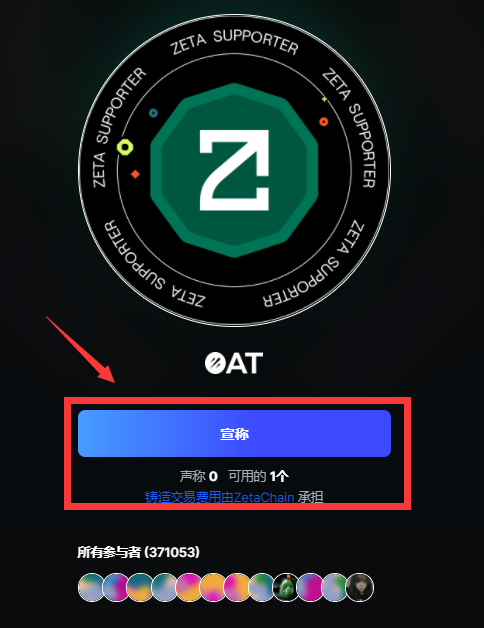 ZETA SUPPORTER
ZETA SUPPORTER
ZETA SUPPORTER
ZETA SUPPORTER
ZETA SUPPORTER
Z
OAT
宣称
声称 0 可用的 1个
铸造交易费用由ZetaChain 承担
所有参与者 (371053)